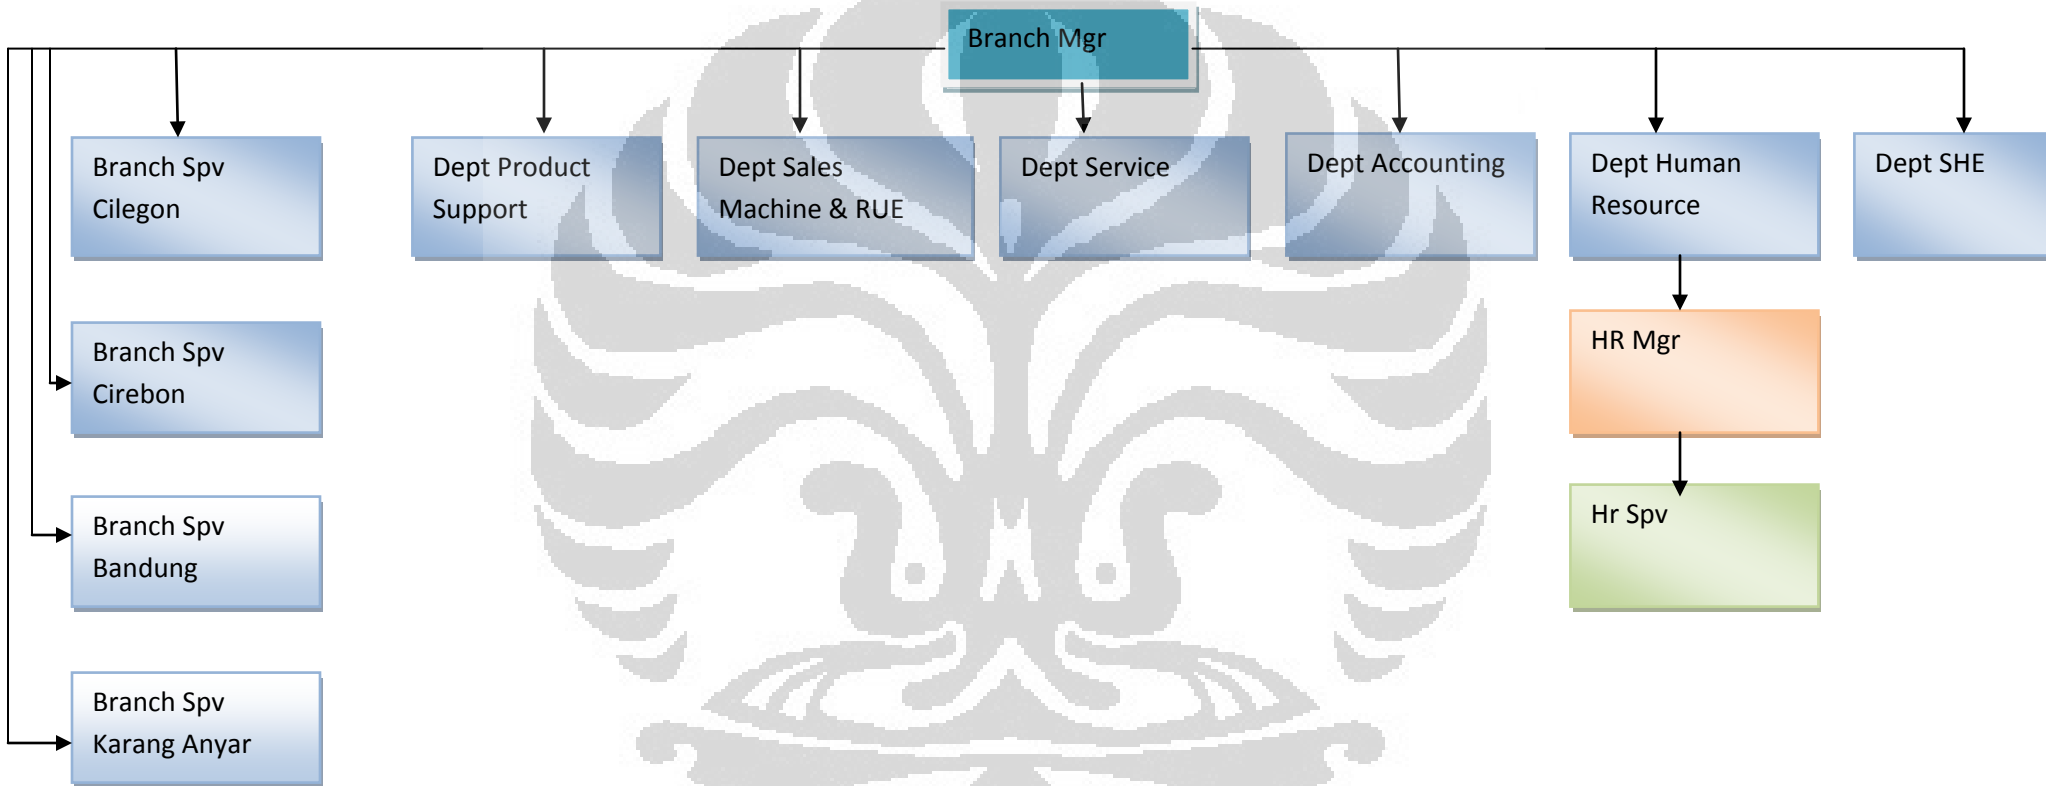 Branch Mgr
Branch Spv
Cilegon
Dept Product
Support
Dept Sales
Machine & RUE
Dept Service
Dept Accounting
Dept Human
Resource
Dept SHE
Branch Spv
Cirebon
HR Mgr
Branch Spv
Bandung
Hr Spv
Branch Spv
Karang Anyar